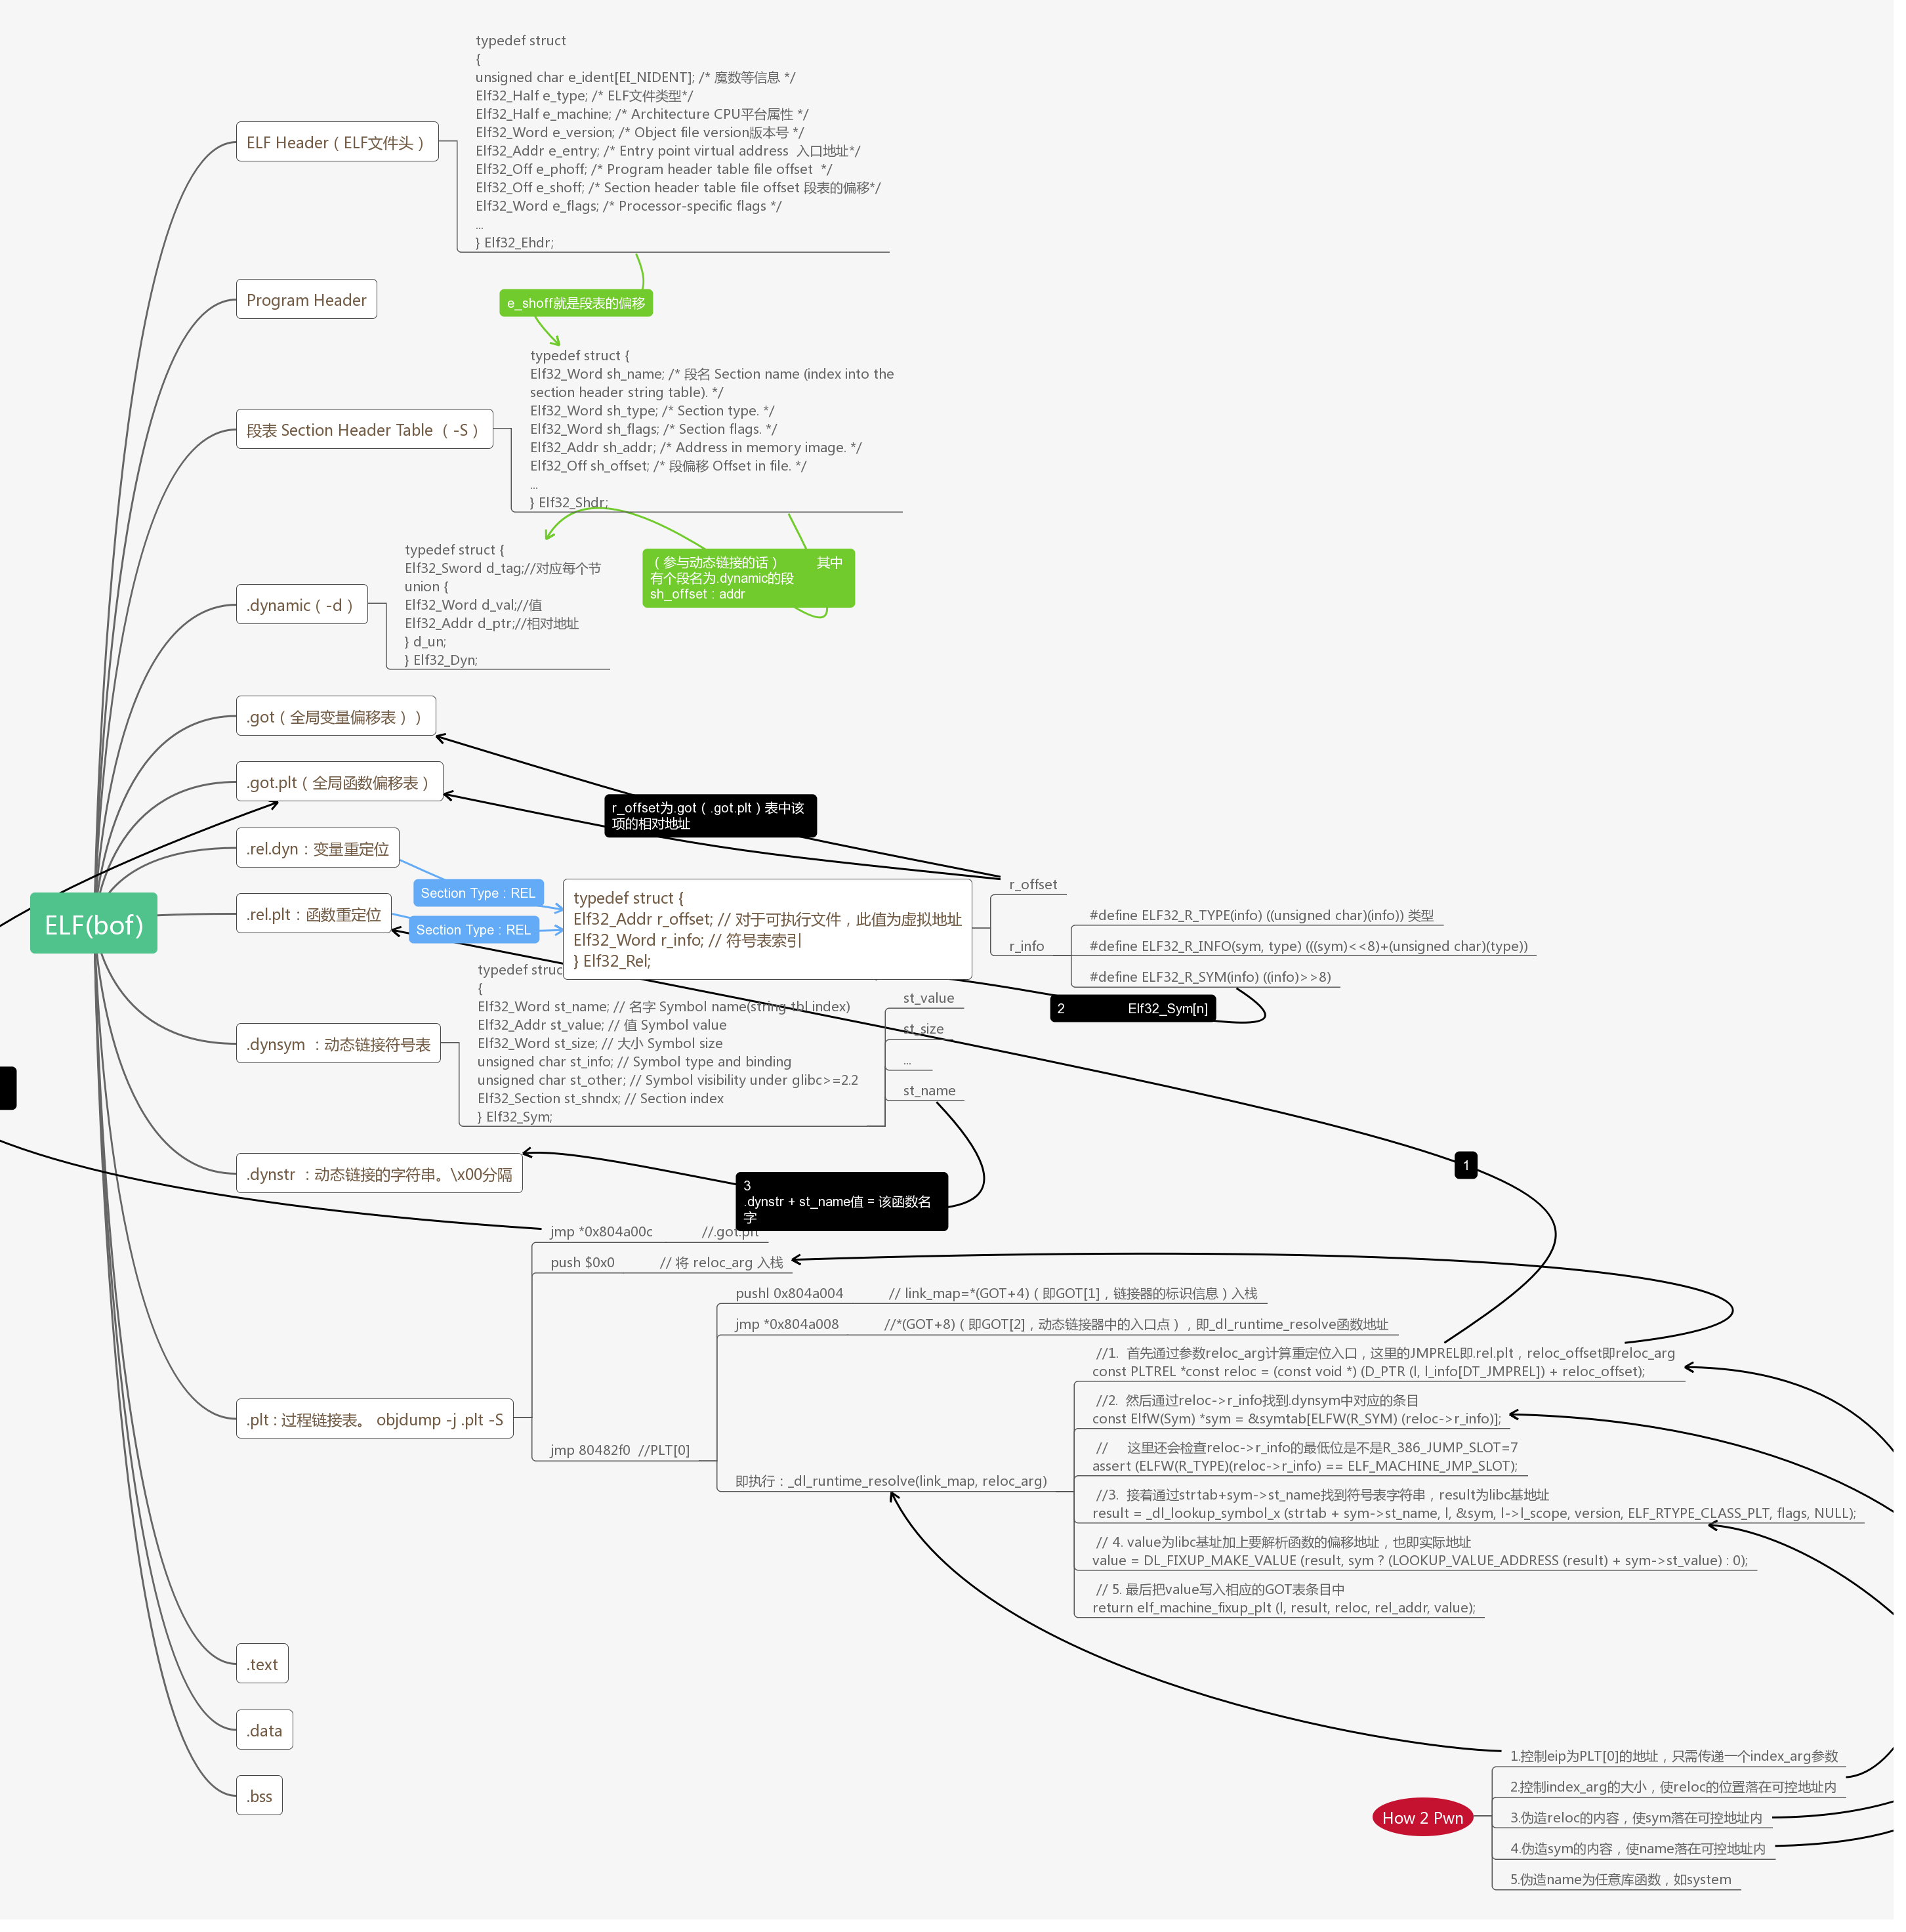 typedef struct
{
unsigned char e_ident[EI_NIDENT]; /* 魔数等信息 */
Elf32_Half e_type; /* ELF文件类型*/
Elf32_Half e_machine; /* Architecture CPU平台属性 */
Elf32_Word e_version; /* Object file version版本号 */
Elf32_Addr e_entry; /* Entry point virtual address  入口地址*/
Elf32_Off e_phoff; /* Program header table file offset  */
Elf32_Off e_shoff; /* Section header table file offset 段表的偏移*/
Elf32_Word e_flags; /* Processor-specific flags */
...
} Elf32_Ehdr;
ELF Header（ELF文件头）
Program Header
e_shoff就是段表的偏移
typedef struct {
Elf32_Word sh_name; /* 段名 Section name (index into the
section header string table). */
Elf32_Word sh_type; /* Section type. */
Elf32_Word sh_flags; /* Section flags. */
Elf32_Addr sh_addr; /* Address in memory image. */
Elf32_Off sh_offset; /* 段偏移 Offset in file. */
...
} Elf32_Shdr;
段表 Section Header Table （ -S ）
（参与动态链接的话） 其中
有个段名为.dynamic的段
sh_offset : addr
typedef struct {
Elf32_Sword d_tag;//对应每个节
union {
Elf32_Word d_val;//值
Elf32_Addr d_ptr;//相对地址
} d_un;
} Elf32_Dyn;
.dynamic（ -d ）
.got（全局变量偏移表））
.got.plt（全局函数偏移表）
r_offset为.got（ .got.plt ）表中该
项的相对地址
.rel.dyn：变量重定位
Section Type : REL
.rel.plt：函数重定位
Section Type : REL
ELF(bof)
typedef struct {
Elf32_Addr r_offset; // 对于可执行文件，此值为虚拟地址
Elf32_Word r_info; // 符号表索引
} Elf32_Rel;
r_offset
r_info
#define ELF32_R_TYPE(info) ((unsigned char)(info)) 类型
#define ELF32_R_INFO(sym, type) (((sym)<<8)+(unsigned char)(type))
#define ELF32_R_SYM(info) ((info)>>8)
2 Elf32_Sym[n]
typedef struc
{
Elf32_Word st_name; // 名字 Symbol name(string tbl index)
Elf32_Addr st_value; // 值 Symbol value
Elf32_Word st_size; // 大小 Symbol size
unsigned char st_info; // Symbol type and binding
unsigned char st_other; // Symbol visibility under glibc>=2.2
Elf32_Section st_shndx; // Section index
} Elf32_Sym;
.dynsym ：动态链接符号表
st_value
st_size
...
st_name
1
.dynstr ：动态链接的字符串。\x00分隔
3
.dynstr + st_name值 = 该函数名
字
jmp *0x804a00c //.got.plt
push $0x0 // 将 reloc_arg 入栈
pushl 0x804a004 // link_map=*(GOT+4)（即GOT[1]，链接器的标识信息）入栈
jmp *0x804a008 //*(GOT+8)（即GOT[2]，动态链接器中的入口点），即_dl_runtime_resolve函数地址
.plt : 过程链接表。 objdump -j .plt -S
jmp 80482f0  //PLT[0]
即执行：_dl_runtime_resolve(link_map, reloc_arg)
//1.  首先通过参数reloc_arg计算重定位入口，这里的JMPREL即.rel.plt，reloc_offset即reloc_arg
const PLTREL *const reloc = (const void *) (D_PTR (l, l_info[DT_JMPREL]) + reloc_offset);
//2.  然后通过reloc->r_info找到.dynsym中对应的条目
const ElfW(Sym) *sym = &symtab[ELFW(R_SYM) (reloc->r_info)];
//     这里还会检查reloc->r_info的最低位是不是R_386_JUMP_SLOT=7
assert (ELFW(R_TYPE)(reloc->r_info) == ELF_MACHINE_JMP_SLOT);
//3.  接着通过strtab+sym->st_name找到符号表字符串，result为libc基地址
result = _dl_lookup_symbol_x (strtab + sym->st_name, l, &sym, l->l_scope, version, ELF_RTYPE_CLASS_PLT, flags, NULL);
// 4. value为libc基址加上要解析函数的偏移地址，也即实际地址
value = DL_FIXUP_MAKE_VALUE (result, sym ? (LOOKUP_VALUE_ADDRESS (result) + sym->st_value) : 0);
// 5. 最后把value写入相应的GOT表条目中
return elf_machine_fixup_plt (l, result, reloc, rel_addr, value);
.text
.data
.bss
How 2 Pwn
1.控制eip为PLT[0]的地址，只需传递一个index_arg参数
2.控制index_arg的大小，使reloc的位置落在可控地址内
3.伪造reloc的内容，使sym落在可控地址内
4.伪造sym的内容，使name落在可控地址内
5.伪造name为任意库函数，如system